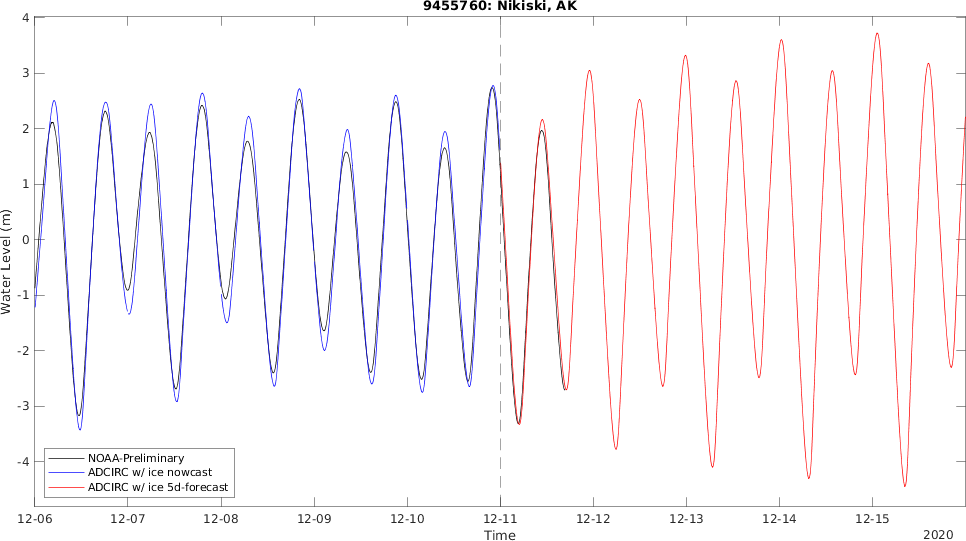 9455760: Nikiski, AK
4
3
2
1
0
-1
-2
-3
-4
Water Level (m)
NOAA-Preliminary
ADCIRC w/ ice nowcast
ADCIRC w/ ice 5d-forecast
12-06 12-07 12-08 12-09 12-10 12-11 12-12 12-13 12-14 12-15
Time
2020